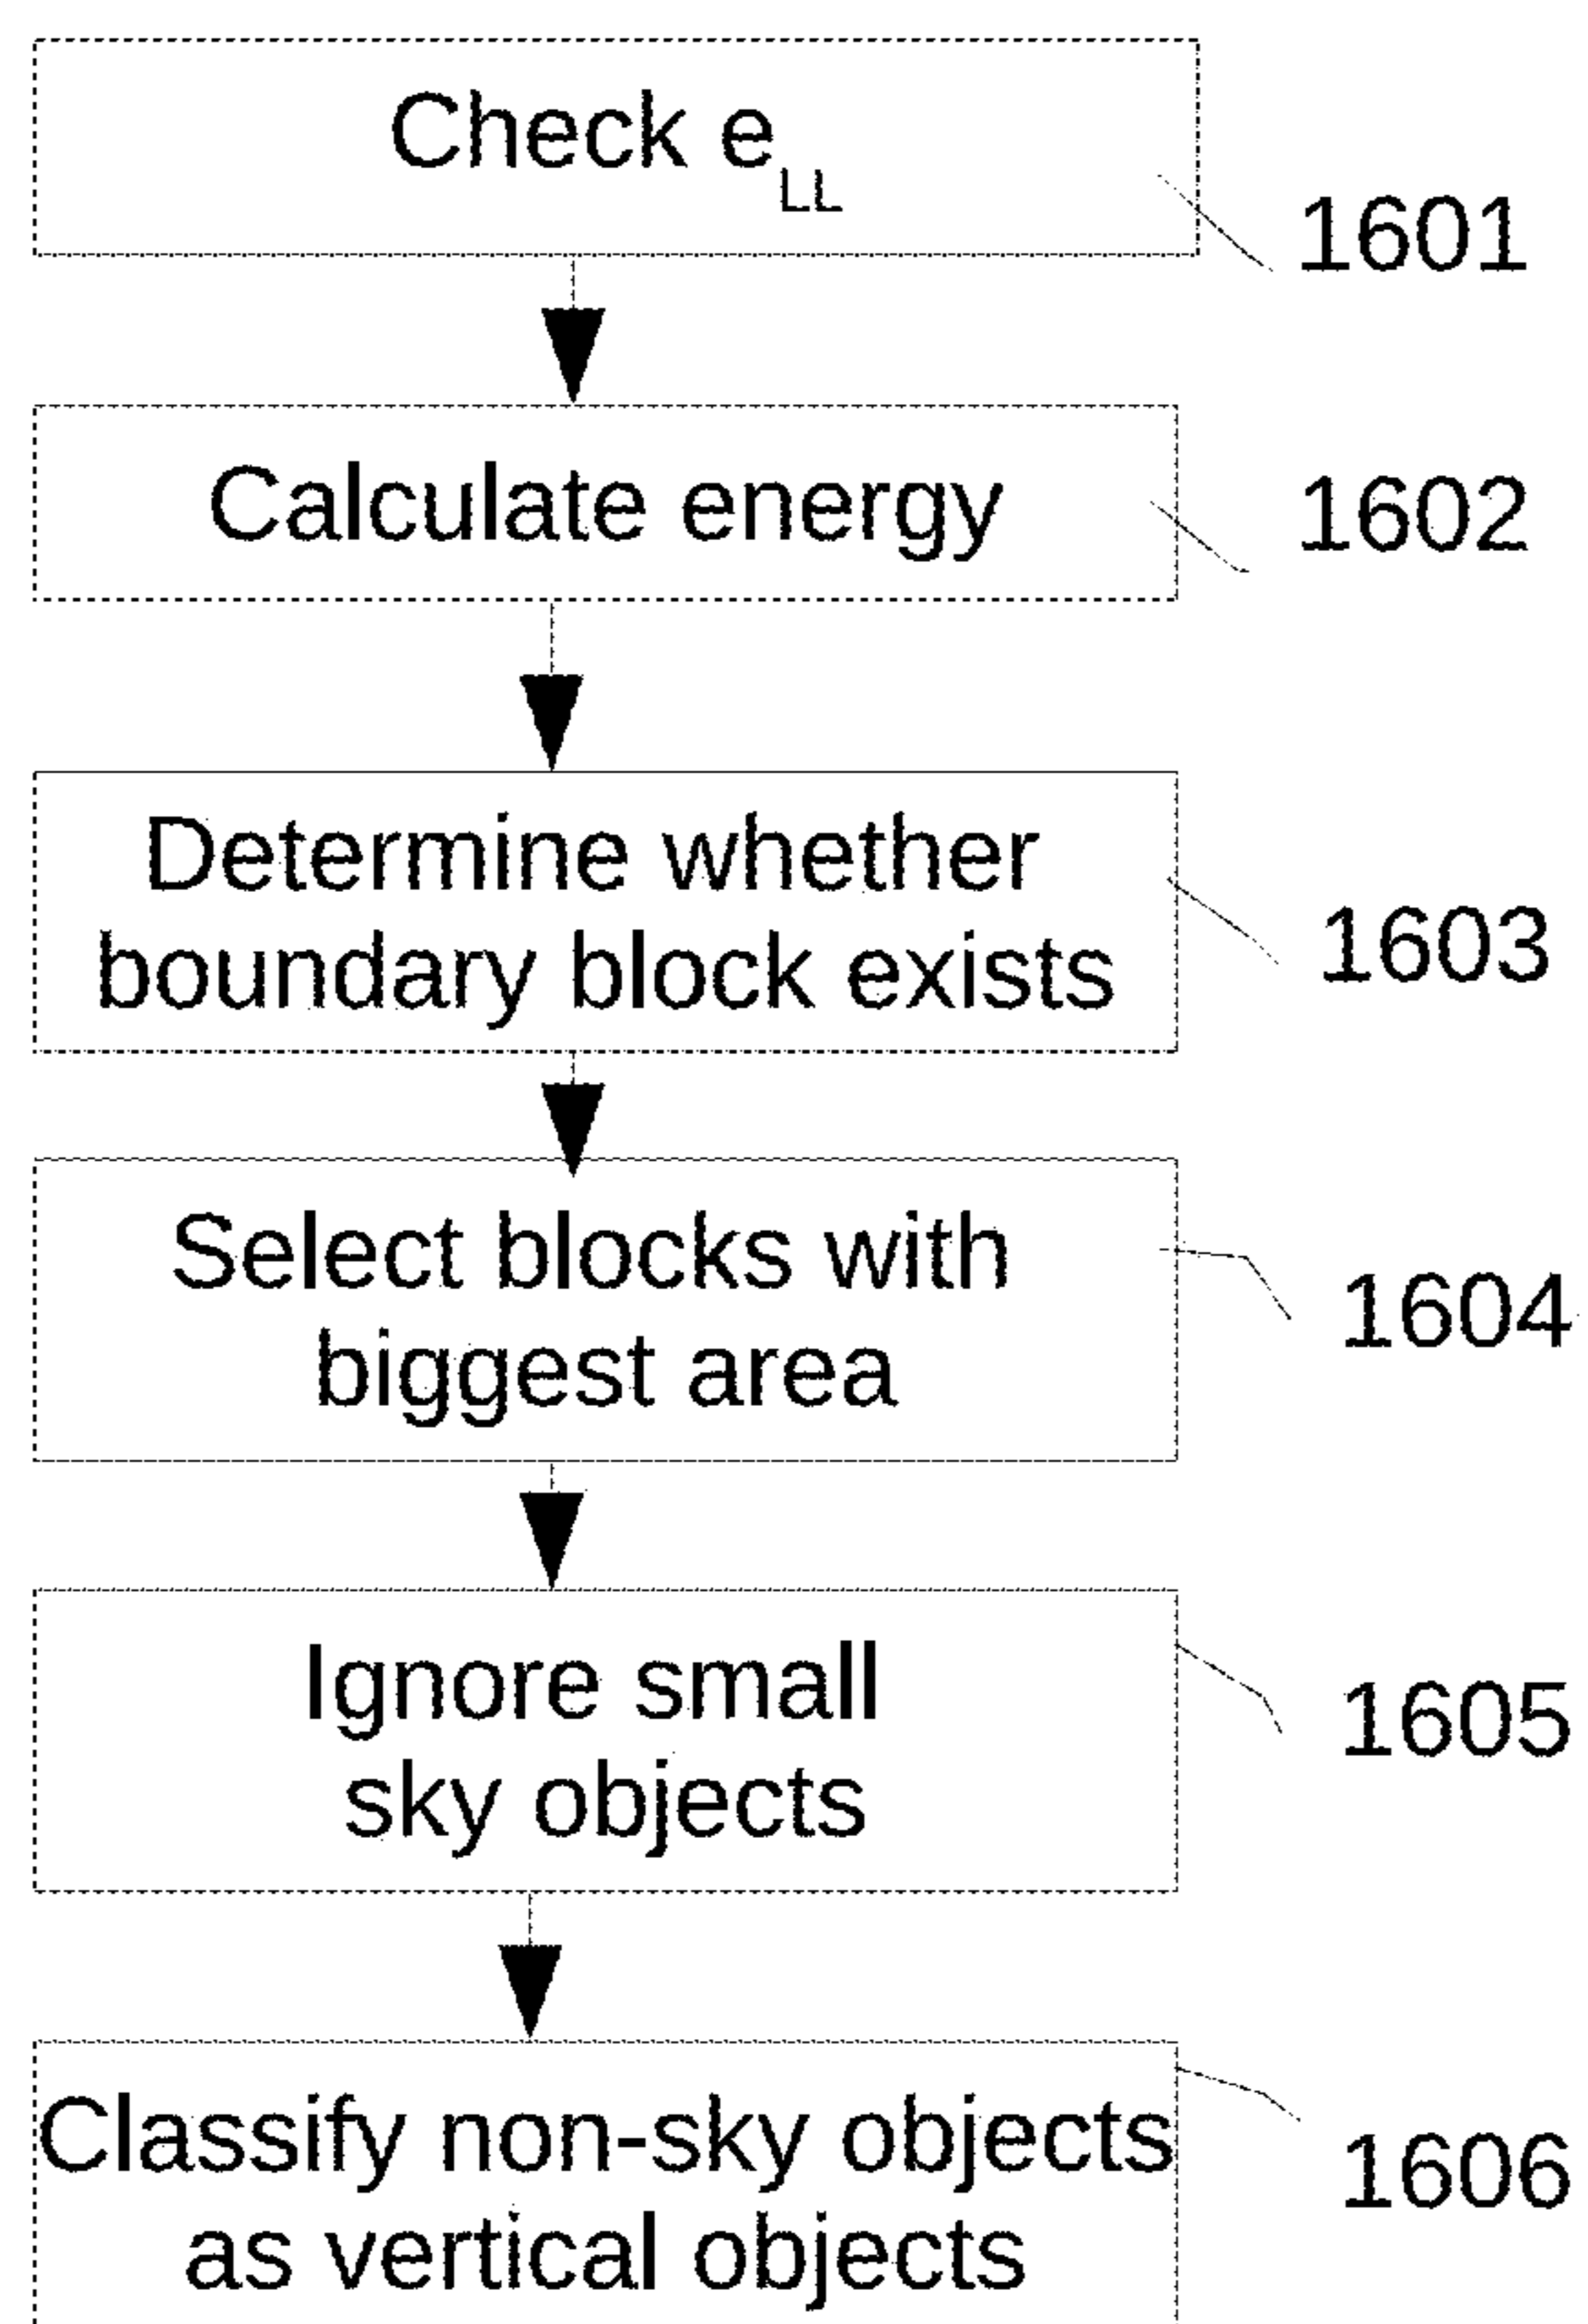 Check eLL
1601
Calculate energy
1602
Determine whether
boundary block exists
1603
Select blocks with
biggest area
1604
Ignore small
sky objects
1605
Classify non-sky objects
as vertical objects
1606